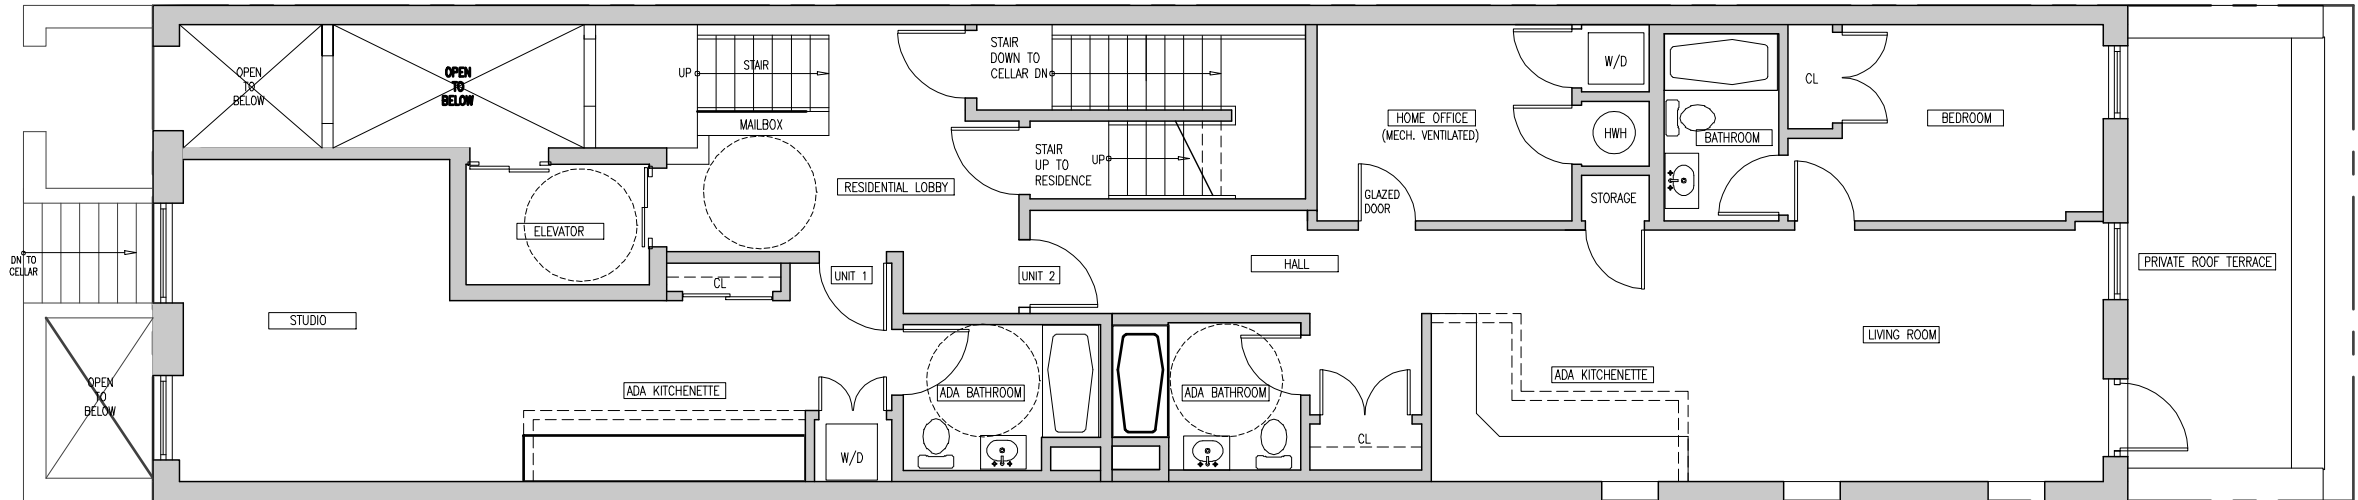 OPEN
TO
BELOW
OPEN
TO
BELOW
UP
STAIR
MAILBOX
STAIR
DOWN TO
CELLAR DN
STAIR
UP TO
RESIDENCE
UP
HOME OFFICE
(MECH. VENTILATED)
W/D
HWH
BATHROOM
CL
BEDROOM
GLAZED
DOOR
STORAGE
RESIDENTIAL LOBBY
ELEVATOR
DN TO
CELLAR
CL
UNIT 1
UNIT 2
HALL
PRIVATE ROOF TERRACE
STUDIO
LIVING ROOM
OPEN
TO
BELOW
ADA KITCHENETTE
ADA BATHROOM
ADA BATHROOM
ADA KITCHENETTE
W/D
CL